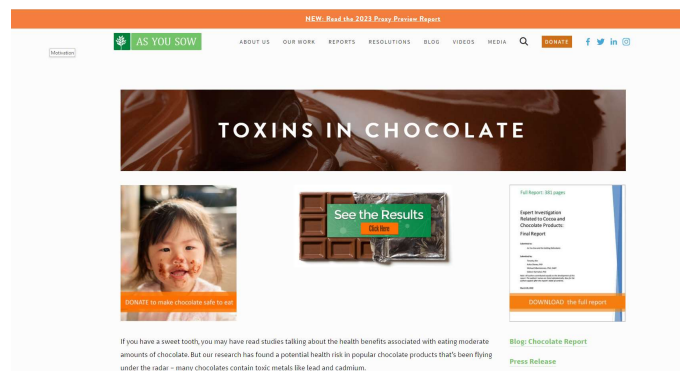 NEW: Read the 2023 Proxy Preview Report
AS YOU SOW
ABOUT US OUR WORK REPORTS RESOLUTIONS BLOG VIDEOS MEDIA DONATE
Motivation
TOXINS IN CHOCOLATE
See the Results
Click Here
DONATE to make chocolate safe to eat
Full Report: 381 pages
Expert Investigation
Related to Cocoa and
Chocolate Products:
Final Report
DOWNLOAD the full report
If you have a sweet tooth, you may have read studies talking about the health benefits associated with eating moderate
amounts of chocolate. But our research has found a potential health risk in popular chocolate products that's been flying
under the radar – many chocolates contain toxic metals like lead and cadmium.
Blog: Chocolate Report
Press Release